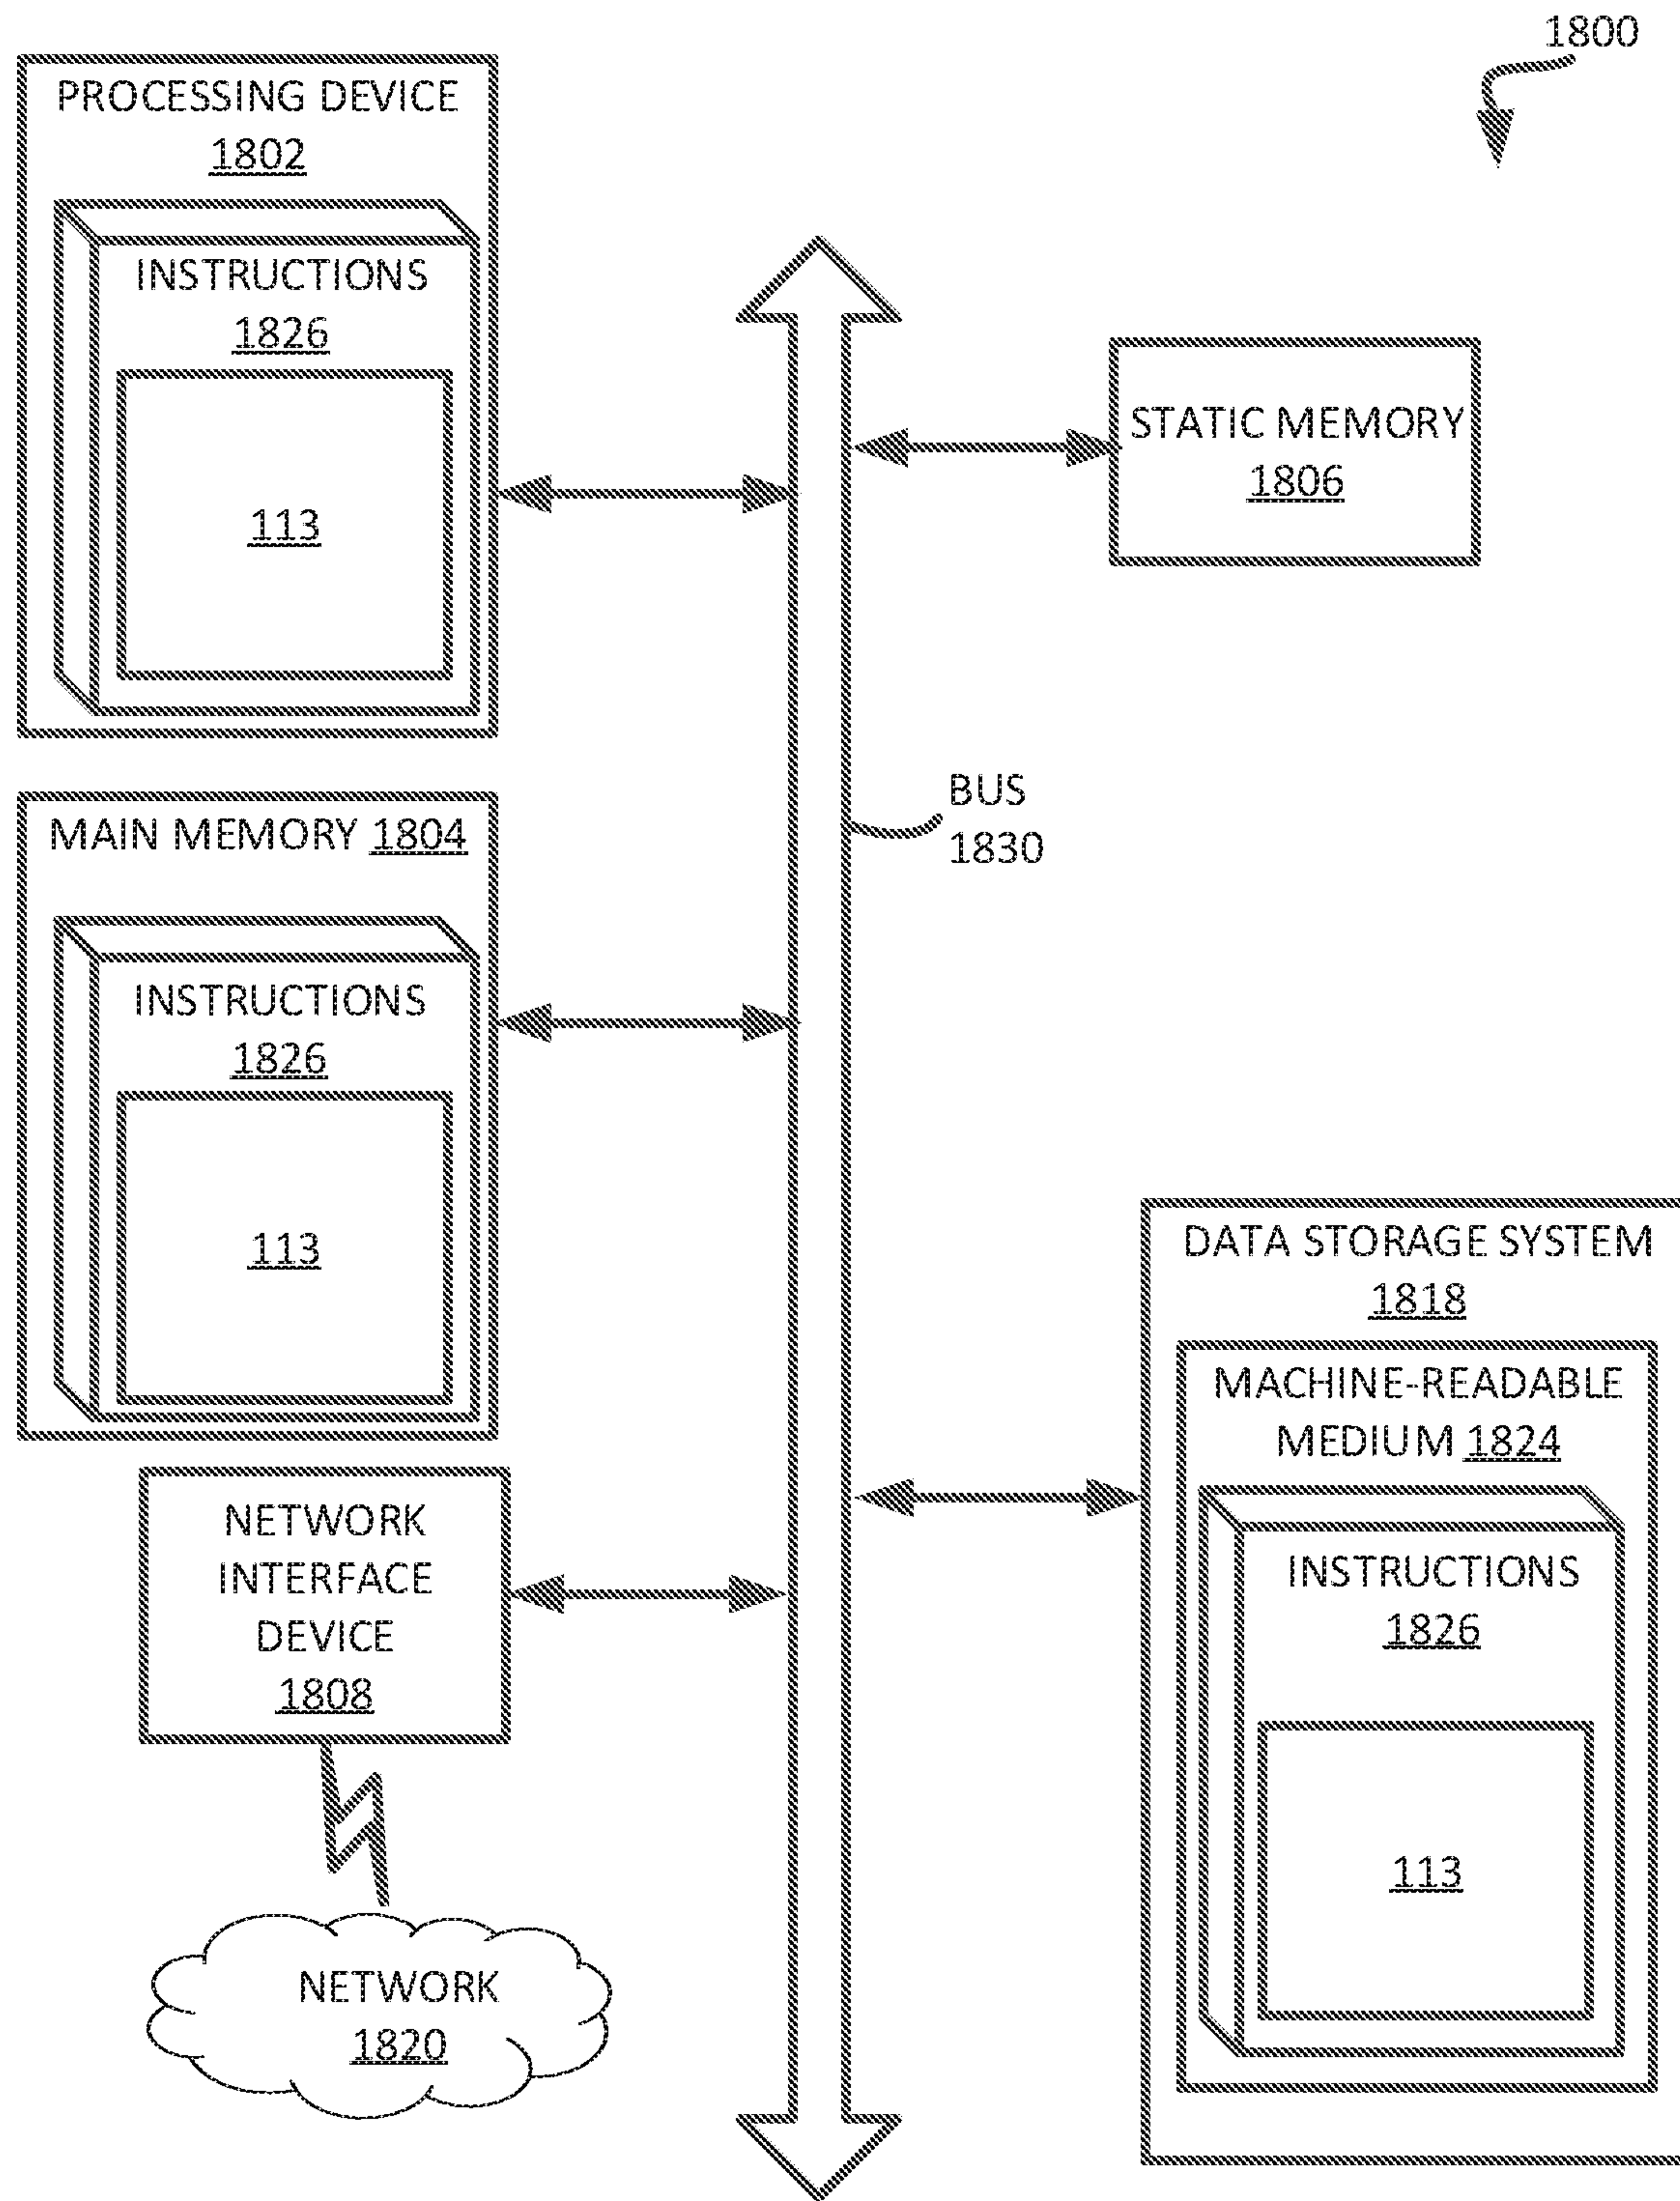 1800
PROCESSING DEVICE
1802
INSTRUCTIONS
1826
113
STATIC MEMORY
1806
BUS
1830
MAIN MEMORY 1804
INSTRUCTIONS
1826
113
DATA STORAGE SYSTEM
1818
MACHINE-READABLE
MEDIUM 1824
INSTRUCTIONS
1826
113
NETWORK
INTERFACE
DEVICE
1808
NETWORK
1820